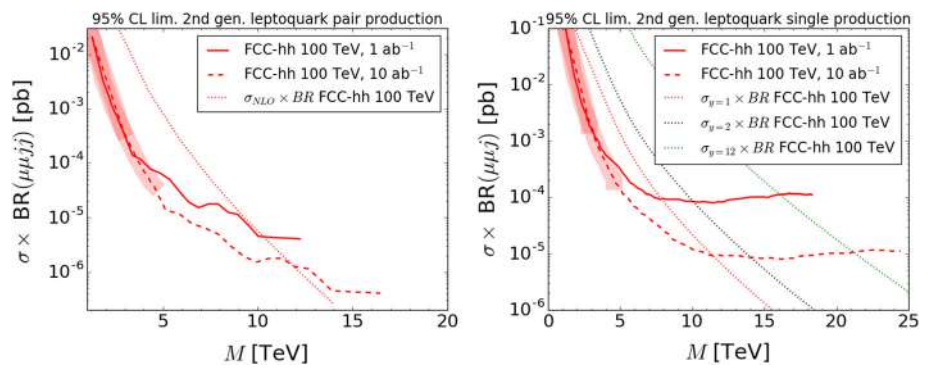 95% CL lim. 2nd gen. leptoquark pair production
FCC-hh 100 TeV, 1 ab⁻¹
FCC-hh 100 TeV, 10 ab⁻¹
σ_NLO × BR FCC-hh 100 TeV
σ × BR(μμjj) [pb]
10⁻²
10⁻³
10⁻⁴
10⁻⁵
10⁻⁶
5 10 15 20
M [TeV]
95% CL lim. 2nd gen. leptoquark single production
FCC-hh 100 TeV, 1 ab⁻¹
FCC-hh 100 TeV, 10 ab⁻¹
σ_y=1 × BR FCC-hh 100 TeV
σ_y=2 × BR FCC-hh 100 TeV
σ_y=12 × BR FCC-hh 100 TeV
σ × BR(μμj) [pb]
10⁻¹
10⁻²
10⁻³
10⁻⁴
10⁻⁵
10⁻⁶
0 5 10 15 20 25
M [TeV]